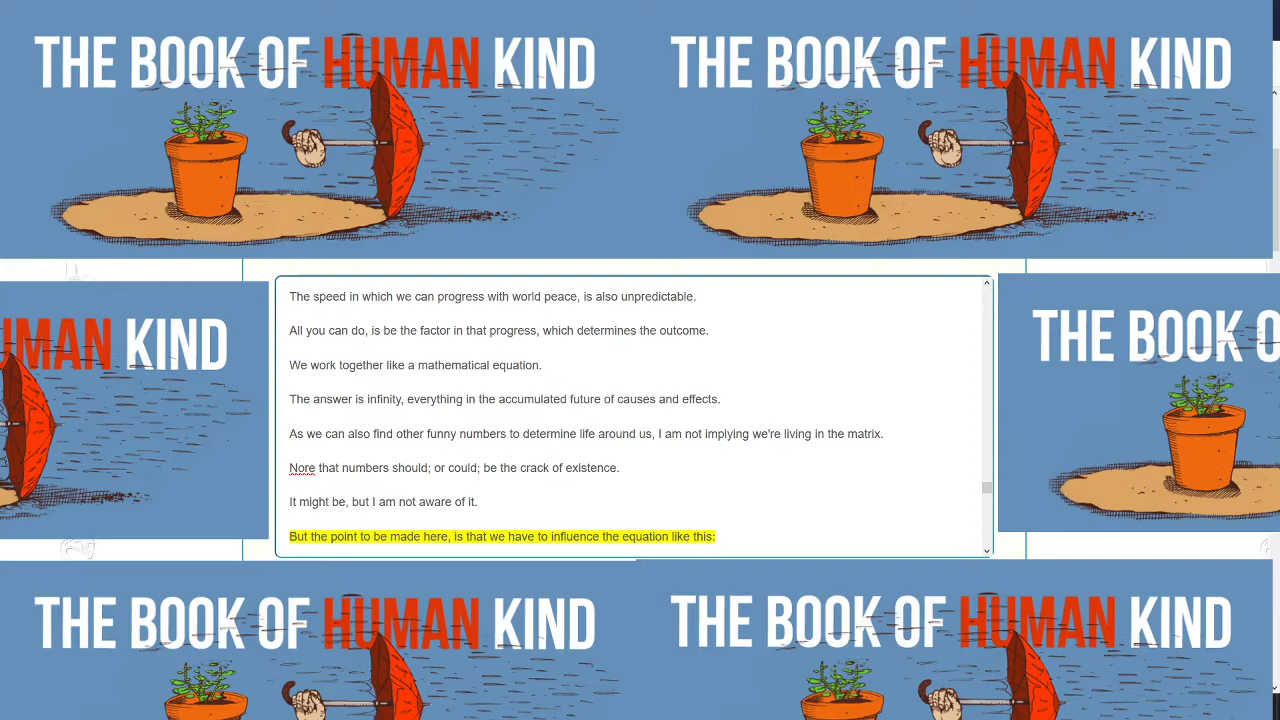 THE BOOK OF HUMAN KIND
THE BOOK OF HUMAN KIND
UMAN KIND
THE BOOK O
The speed in which we can progress with world peace, is also unpredictable.
All you can do, is be the factor in that progress, which determines the outcome.
We work together like a mathematical equation.
The answer is infinity, everything in the accumulated future of causes and effects.
As we can also find other funny numbers to determine life around us, I am not implying we're living in the matrix.
Nore that numbers should; or could; be the crack of existence.
It might be, but I am not aware of it.
But the point to be made here, is that we have to influence the equation like this:
THE BOOK OF HUMAN KIND
THE BOOK OF HUMAN KIND